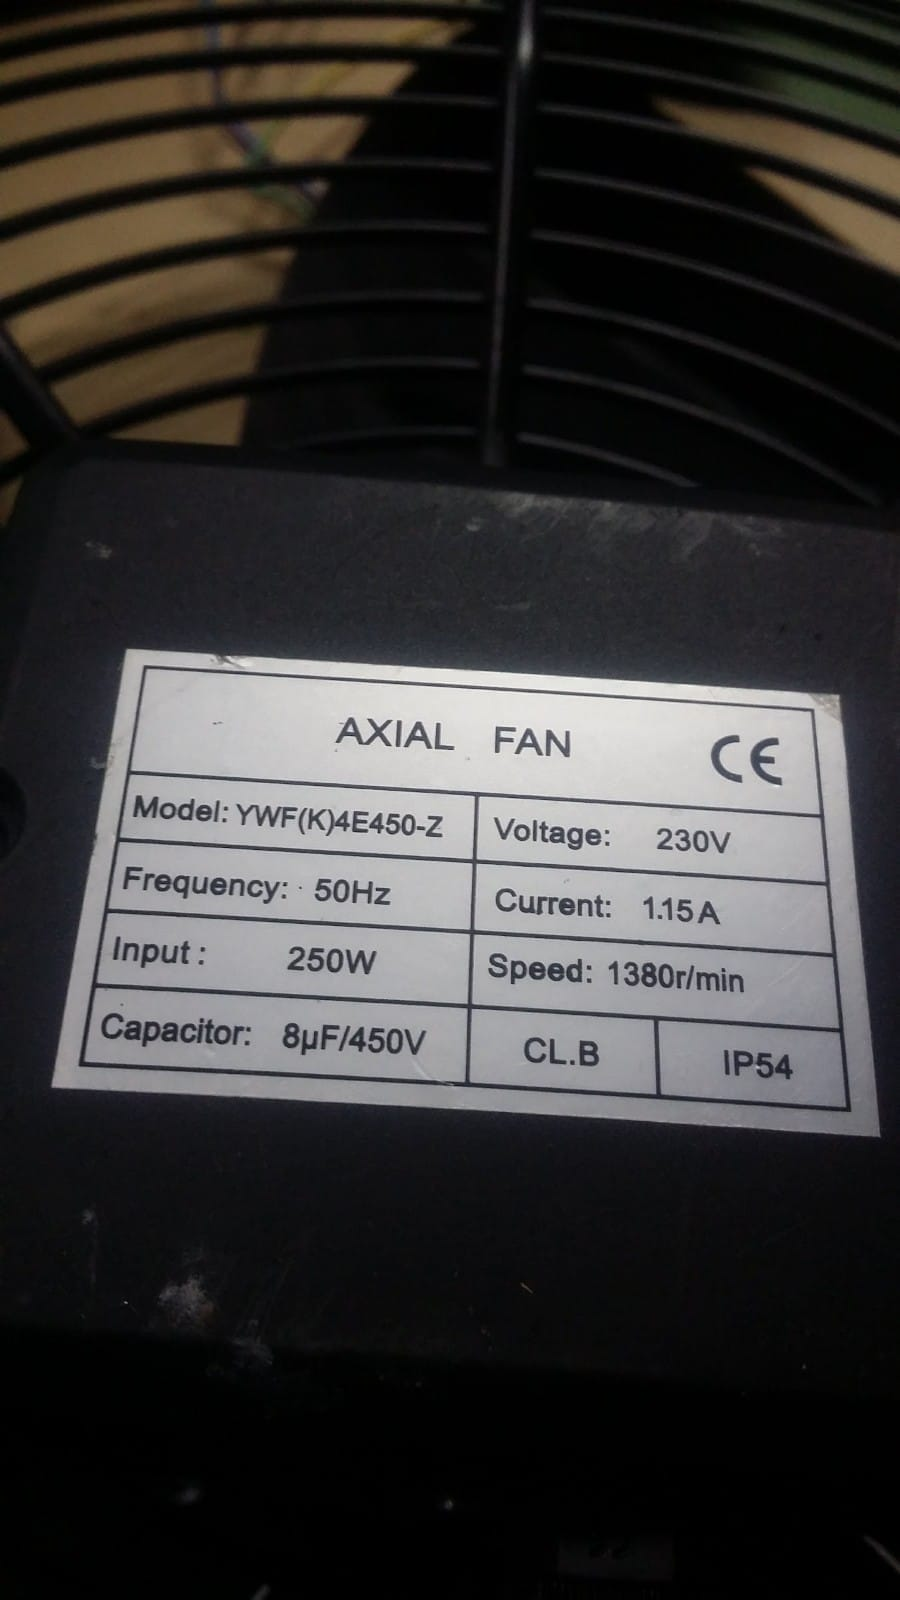 AXIAL FAN CE
Model: YWF(K)4E450-Z Voltage: 230V
Frequency: 50Hz Current: 1.15A
Input: 250W Speed: 1380r/min
Capacitor: 8µF/450V CL.B IP54